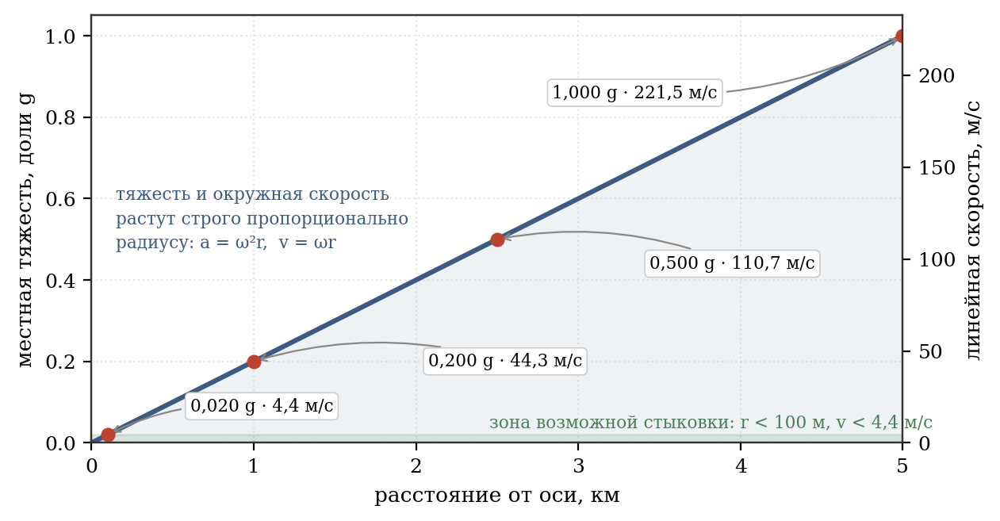 1.0
0.8
0.6
0.4
0.2
0.0
местная тяжесть, доли g
200
150
100
50
0
линейная скорость, м/с
1,000 g · 221,5 м/с
тяжесть и окружная скорость
растут строго пропорционально
радиусу: a = ω²r, v = ωr
0,500 g · 110,7 м/с
0,200 g · 44,3 м/с
0,020 g · 4,4 м/с
зона возможной стыковки: r < 100 м, v < 4,4 м/с
0 1 2 3 4 5
расстояние от оси, км